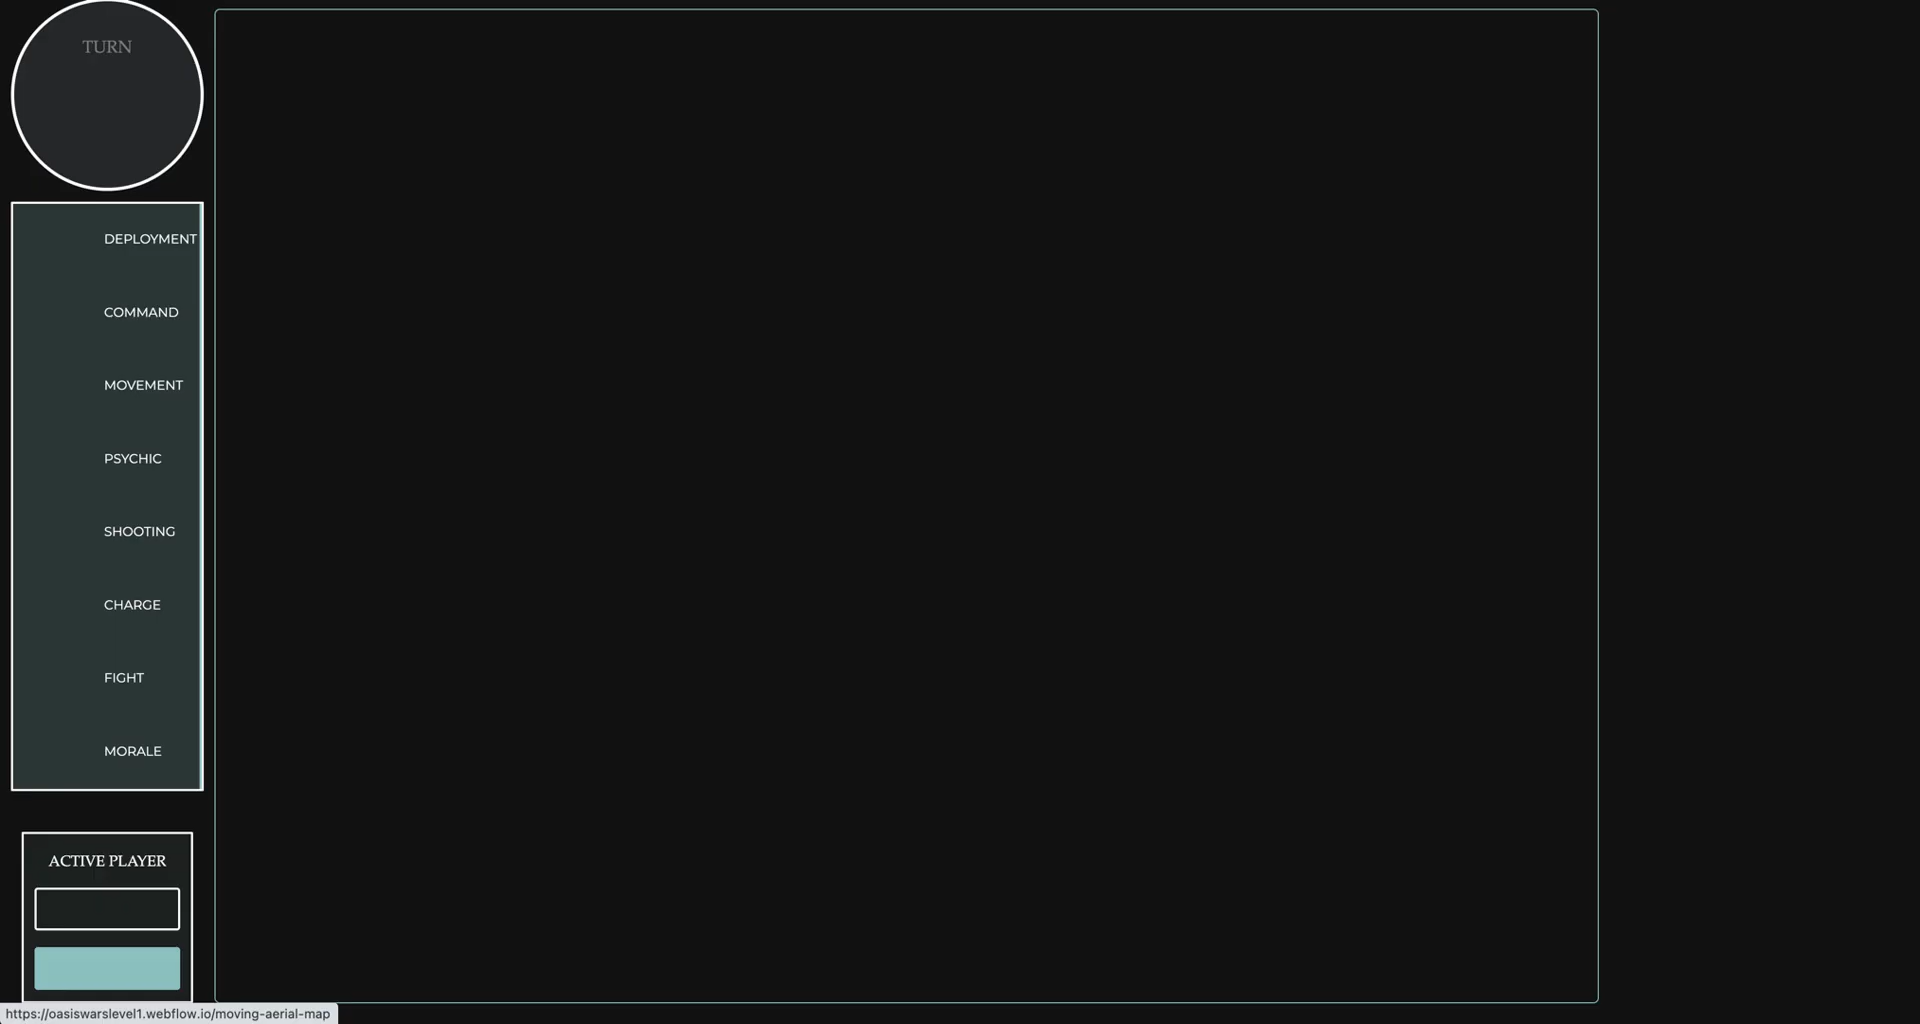 TURN
DEPLOYMENT
COMMAND
MOVEMENT
PSYCHIC
SHOOTING
CHARGE
FIGHT
MORALE
ACTIVE PLAYER
https://oasiswarslevel1.webflow.io/moving-aerial-map